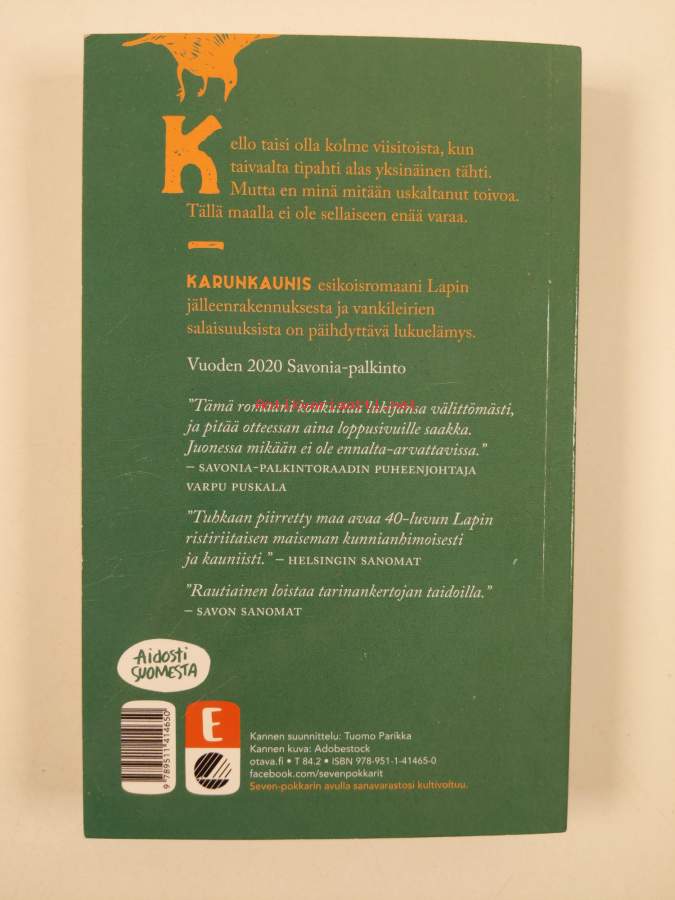 Kello taisi olla kolme viisitoista, kun
taivaalta tipahti alas yksinäinen tähti.
Mutta en minä mitään uskaltanut toivoa.
Tällä maalla ei ole sellaiseen enää varaa.
KARUNKAUNIS esikoisromaani Lapin
jälleenrakennuksesta ja vankileirien
salaisuuksista on päihdyttävä lukuelämys.
Vuoden 2020 Savonia-palkinto
Antikvariaatti.net
"Tämä romaani koukuttaa lukijansa välittömästi,
ja pitää otteessan aina loppusivuille saakka.
Juonessa mikään ei ole ennalta-arvattavissa."
– SAVONIA-PALKINTORAADIN PUHEENJOHTAJA
VARPU PUSKALA
"Tuhkaan piirretty maa avaa 40-luvun Lapin
ristiriitaisen maiseman kunnianhimoisesti
ja kauniisti." – HELSINGIN SANOMAT
"Rautiainen loistaa tarinankertojan taidoilla."
– SAVON SANOMAT
Aidosti
SUOMESTA
9 789511 414650
E
Kannen suunnittelu: Tuomo Parikka
Kannen kuva: Adobestock
otava.fi • T 84.2 • ISBN 978-951-1-41465-0
facebook.com/sevenpokkarit
Seven-pokkarin avulla sanavarastosi kultivoituu.